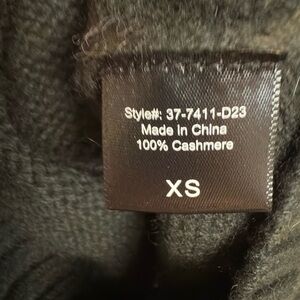 Style#: 37-7411-D23
Made in China
100% Cashmere
XS